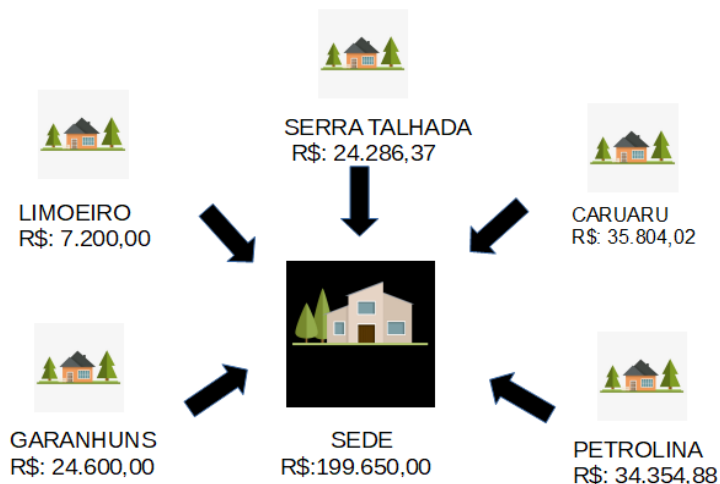 SERRA TALHADA
R$: 24.286,37
LIMOEIRO
R$: 7.200,00
CARUARU
R$: 35.804,02
GARANHUNS
R$: 24.600,00
SEDE
R$:199.650,00
PETROLINA
R$: 34.354.88